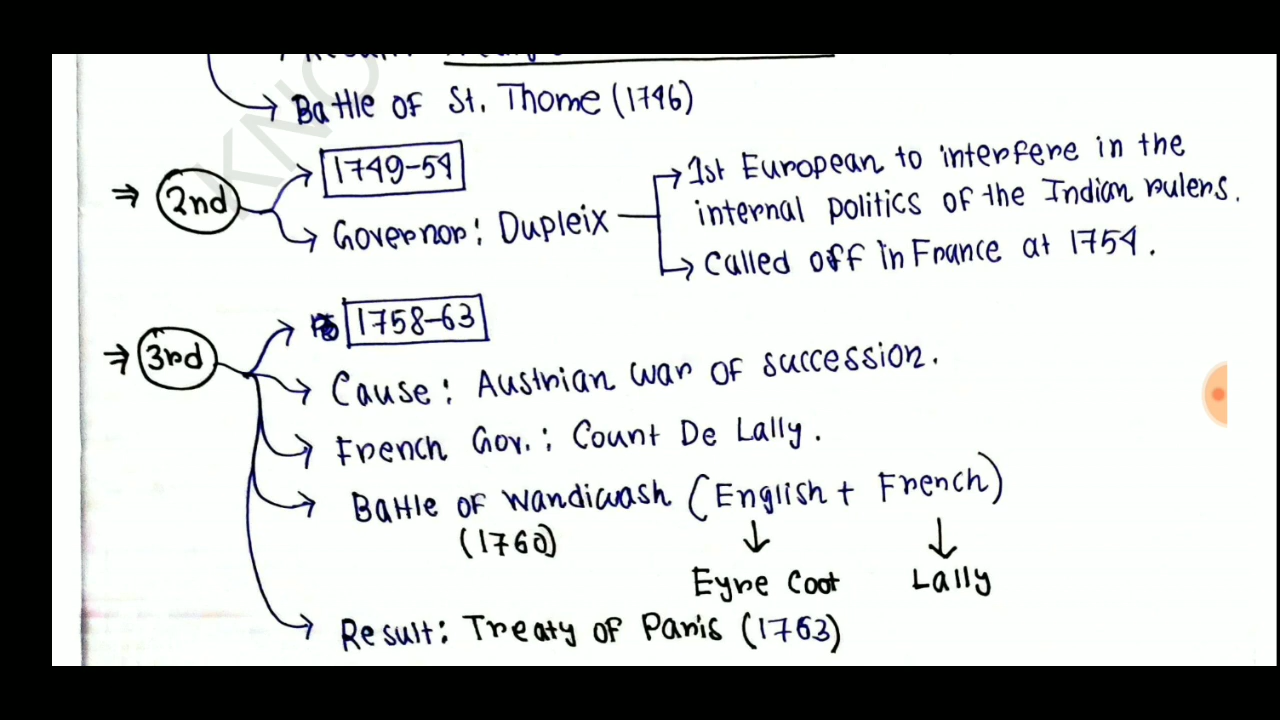 Battle of St. Thome (1746)
⇒ 2nd → 1749-54
→ Governor: Dupleix
→ 1st European to interfere in the
internal politics of the Indian rulers.
→ Called off in France at 1754.
⇒ 3rd → 1758-63
→ Cause: Austrian war of succession.
→ French Gov.: Count De Lally.
→ Battle of Wandiwash (English + French)
(1760)
Eyre Coot Lally
→ Result: Treaty of Paris (1763)
KNO